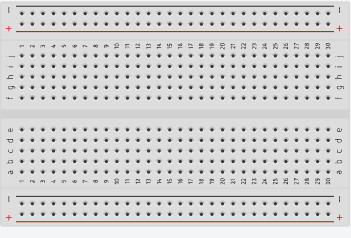 — —
+ +
1 2 3 4 5 6 7 8 9 10 11 12 13 14 15 16 17 18 19 20 21 22 23 24 25 26 27 28 29 30
j j
i i
h h
g g
f f
e e
d d
c c
b b
a a
1 2 3 4 5 6 7 8 9 10 11 12 13 14 15 16 17 18 19 20 21 22 23 24 25 26 27 28 29 30
— —
+ +